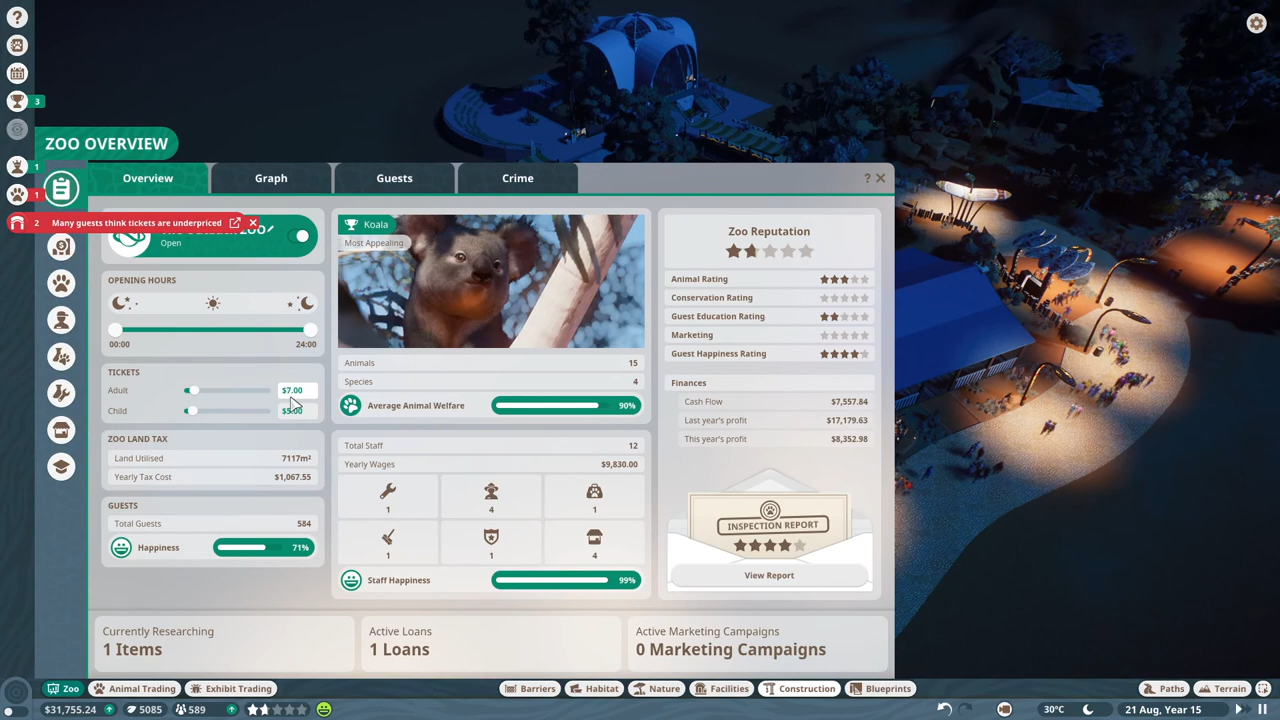 ?
3
ZOO OVERVIEW
1
1
2 Many guests think tickets are underpriced
Overview
Graph
Guests
Crime
?
Open
OPENING HOURS
00:00
24:00
TICKETS
Adult
$7.00
Child
$5.00
ZOO LAND TAX
Land Utilised
7117m²
Yearly Tax Cost
$1,067.55
GUESTS
Total Guests
584
Happiness
71%
Koala
Most Appealing
Animals
15
Species
4
Average Animal Welfare
90%
Total Staff
12
Yearly Wages
$9,830.00
1
4
1
1
1
4
Staff Happiness
99%
Zoo Reputation
Animal Rating
Conservation Rating
Guest Education Rating
Marketing
Guest Happiness Rating
Finances
Cash Flow
$7,557.84
Last year's profit
$17,179.63
This year's profit
$8,352.98
INSPECTION REPORT
View Report
Currently Researching
1 Items
Active Loans
1 Loans
Active Marketing Campaigns
0 Marketing Campaigns
Zoo
Animal Trading
Exhibit Trading
Barriers
Habitat
Nature
Facilities
Construction
Blueprints
Paths
Terrain
$31,755.24
5085
589
30°C
21 Aug, Year 15